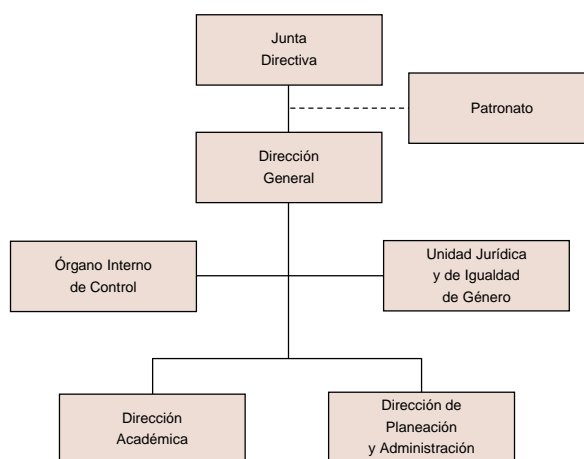 Junta
Directiva
Patronato
Dirección
General
Órgano Interno
de Control
Unidad Jurídica
y de Igualdad
de Género
Dirección
Académica
Dirección de
Planeación
y Administración